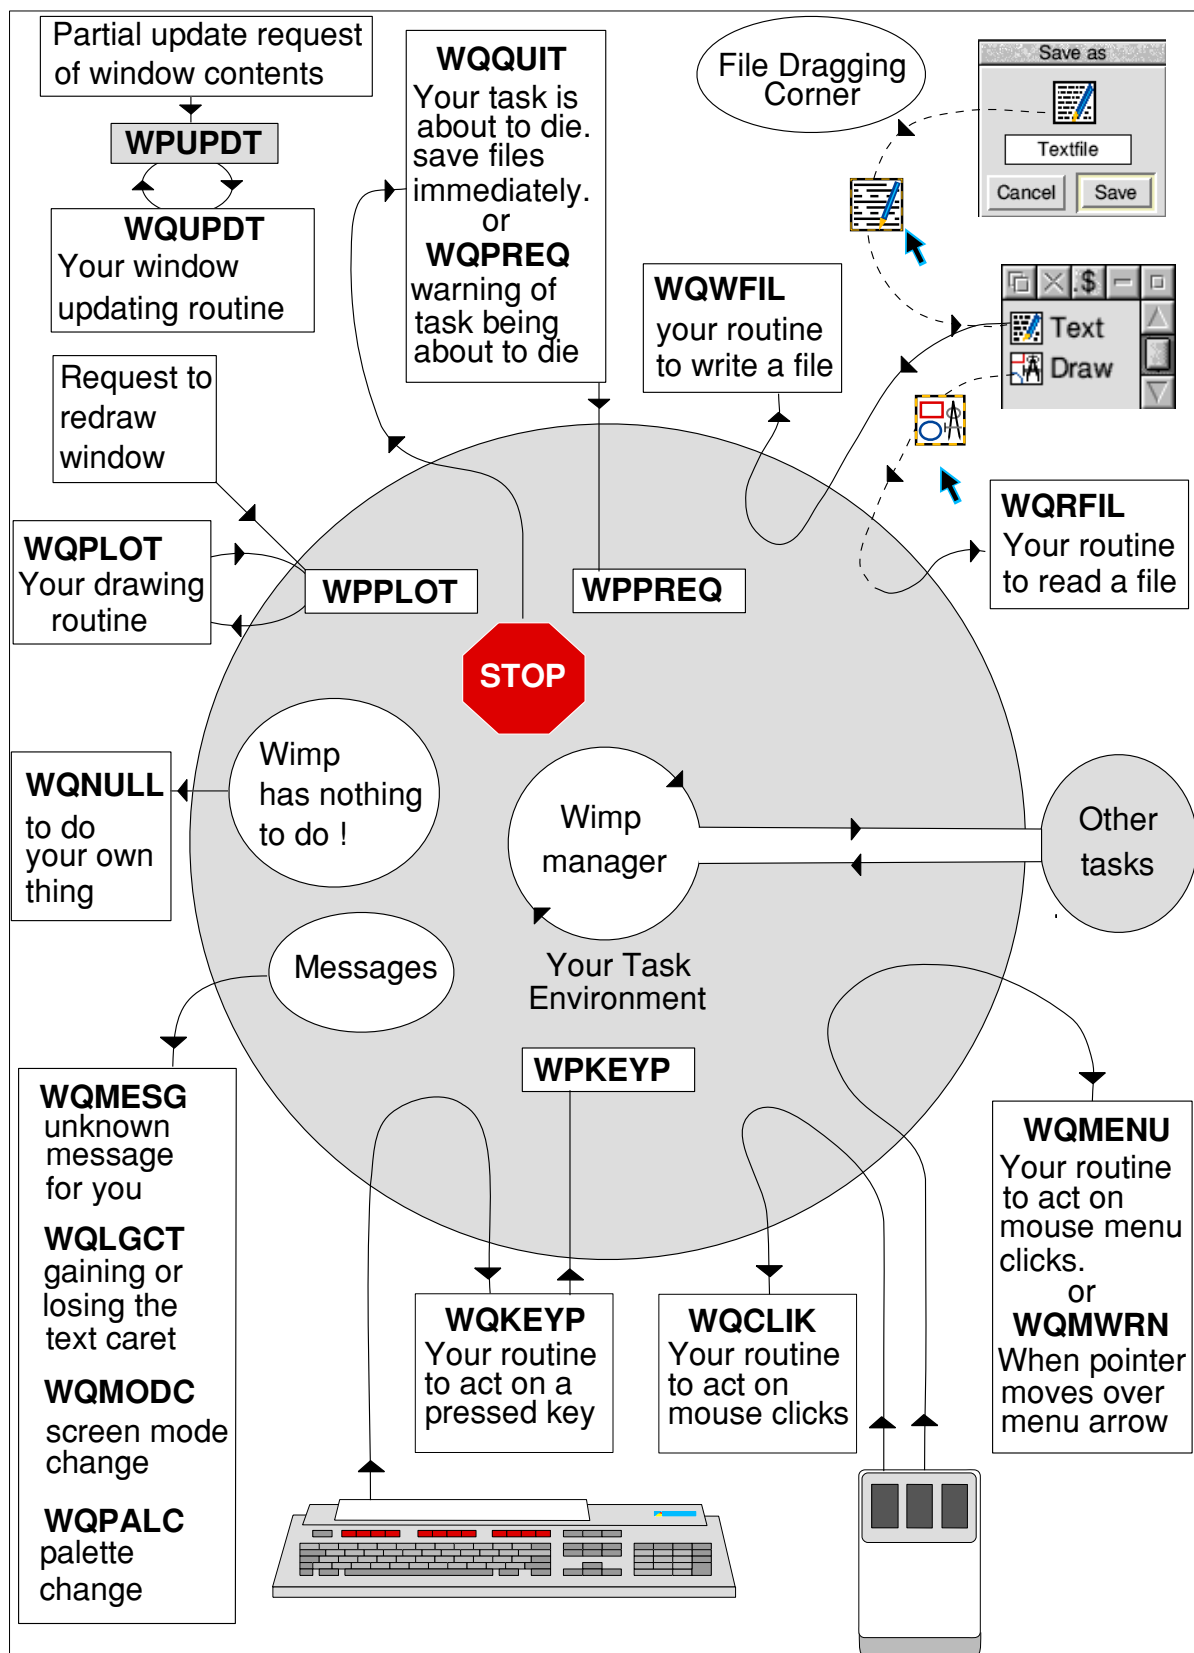 Partial update request
of window contents
WPUPDT
WQUPDT
Your window
updating routine
WQQUIT
Your task is
about to die.
save files
immediately.
or
WQPREQ
warning of
task being
about to die
File Dragging
Corner
Save as
Textfile
Cancel
Save
.$
Text
Draw
WQWFIL
your routine
to write a file
Request to
redraw
window
WQRFIL
Your routine
to read a file
WQPLOT
Your drawing
routine
WPPLOT
WPPREQ
STOP
WQNULL
to do
your own
thing
Wimp
has nothing
to do !
Wimp
manager
Other
tasks
Messages
Your Task
Environment
WPKEYP
WQMESG
unknown
message
for you
WQLGCT
gaining or
losing the
text caret
WQMODC
screen mode
change
WQPALC
palette
change
WQKEYP
Your routine
to act on a
pressed key
WQCLIK
Your routine
to act on
mouse clicks
WQMENU
Your routine
to act on
mouse menu
clicks.
or
WQMWRN
When pointer
moves over
menu arrow